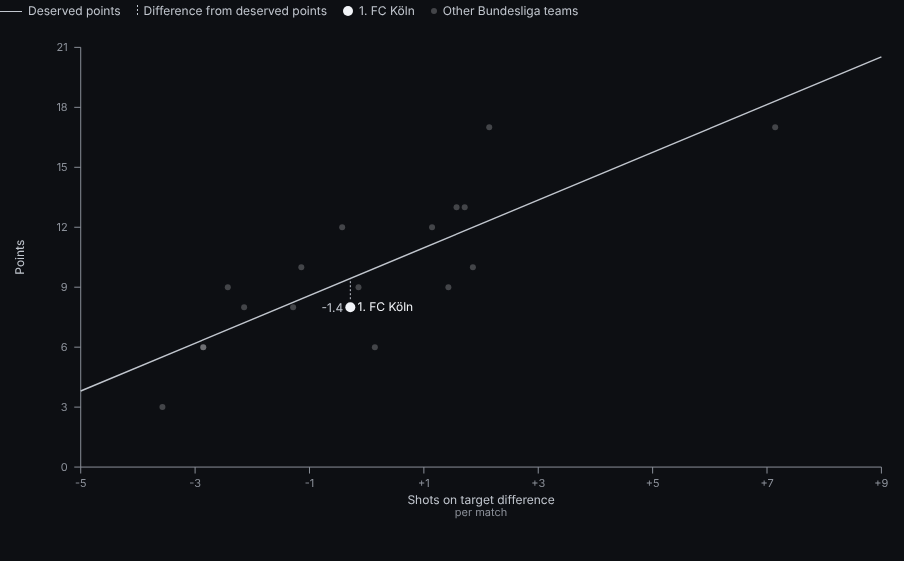 Deserved points Difference from deserved points 1. FC Köln Other Bundesliga teams
21
18
15
12
9
6
3
0
Points
-1.4 1. FC Köln
-5 -3 -1 +1 +3 +5 +7 +9
Shots on target difference
per match